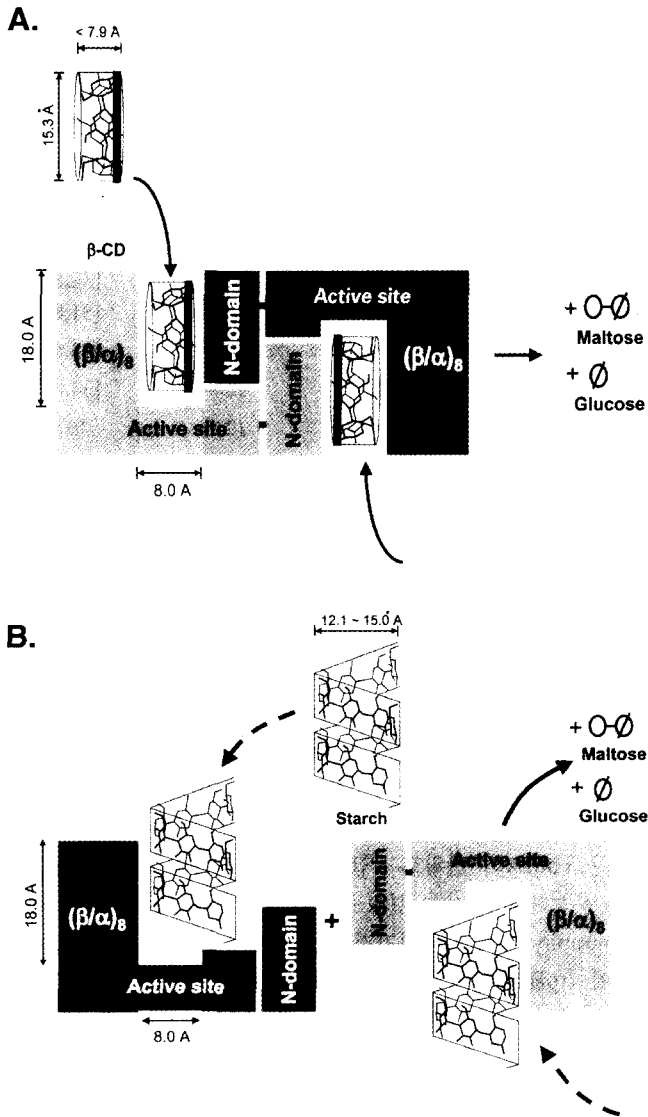 A.
< 7.9 Å
15.3 Å
β-CD
18.0 A
(β/α)8
N-domain
Active site
(β/α)8
Active site
N-domain
8.0 A
+ Maltose
+ Glucose
B.
12.1 ~ 15.0 Å
Starch
+ Maltose
+ Glucose
18.0 A
(β/α)8
Active site
N-domain
+
N-domain
Active site
(β/α)8
8.0 A